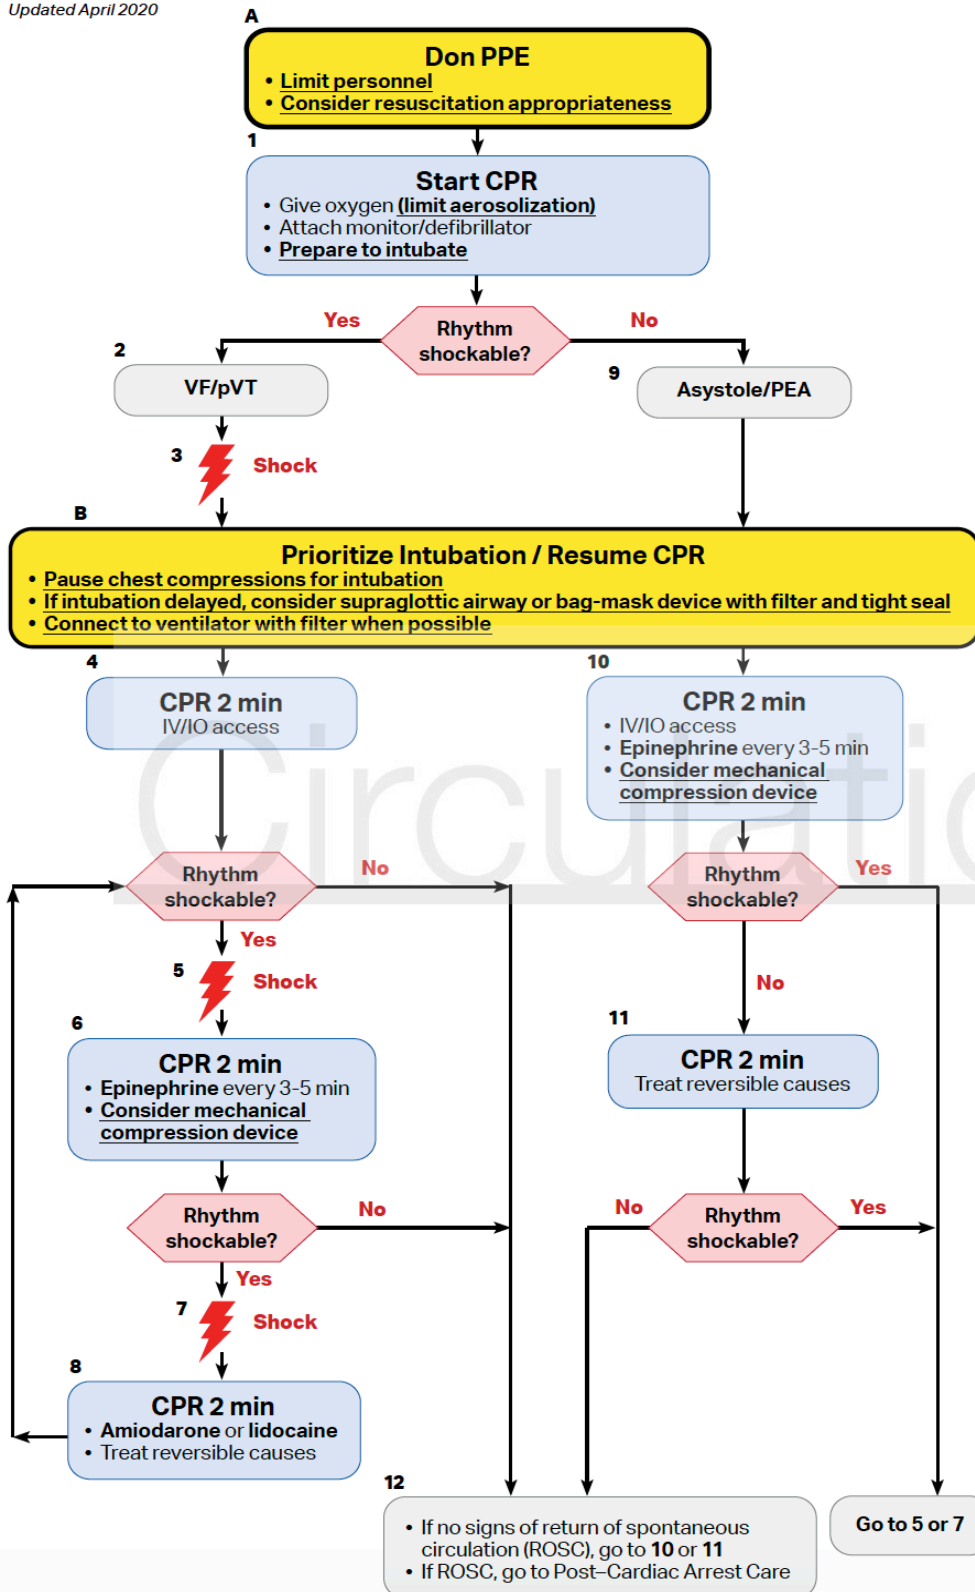 Updated April 2020
A
Don PPE
• Limit personnel
• Consider resuscitation appropriateness
1
Start CPR
• Give oxygen (limit aerosolization)
• Attach monitor/defibrillator
• Prepare to intubate
Yes
Rhythm
shockable?
No
2
VF/pVT
9
Asystole/PEA
3
Shock
B
Prioritize Intubation / Resume CPR
• Pause chest compressions for intubation
• If intubation delayed, consider supraglottic airway or bag-mask device with filter and tight seal
• Connect to ventilator with filter when possible
4
CPR 2 min
IV/IO access
10
CPR 2 min
• IV/IO access
• Epinephrine every 3-5 min
• Consider mechanical
compression device
Rhythm
shockable?
No
Yes
5
Shock
6
CPR 2 min
• Epinephrine every 3-5 min
• Consider mechanical
compression device
Rhythm
shockable?
No
Yes
7
Shock
8
CPR 2 min
• Amiodarone or lidocaine
• Treat reversible causes
Rhythm
shockable?
Yes
No
11
CPR 2 min
Treat reversible causes
No
Rhythm
shockable?
Yes
12
• If no signs of return of spontaneous
circulation (ROSC), go to 10 or 11
• If ROSC, go to Post–Cardiac Arrest Care
Go to 5 or 7